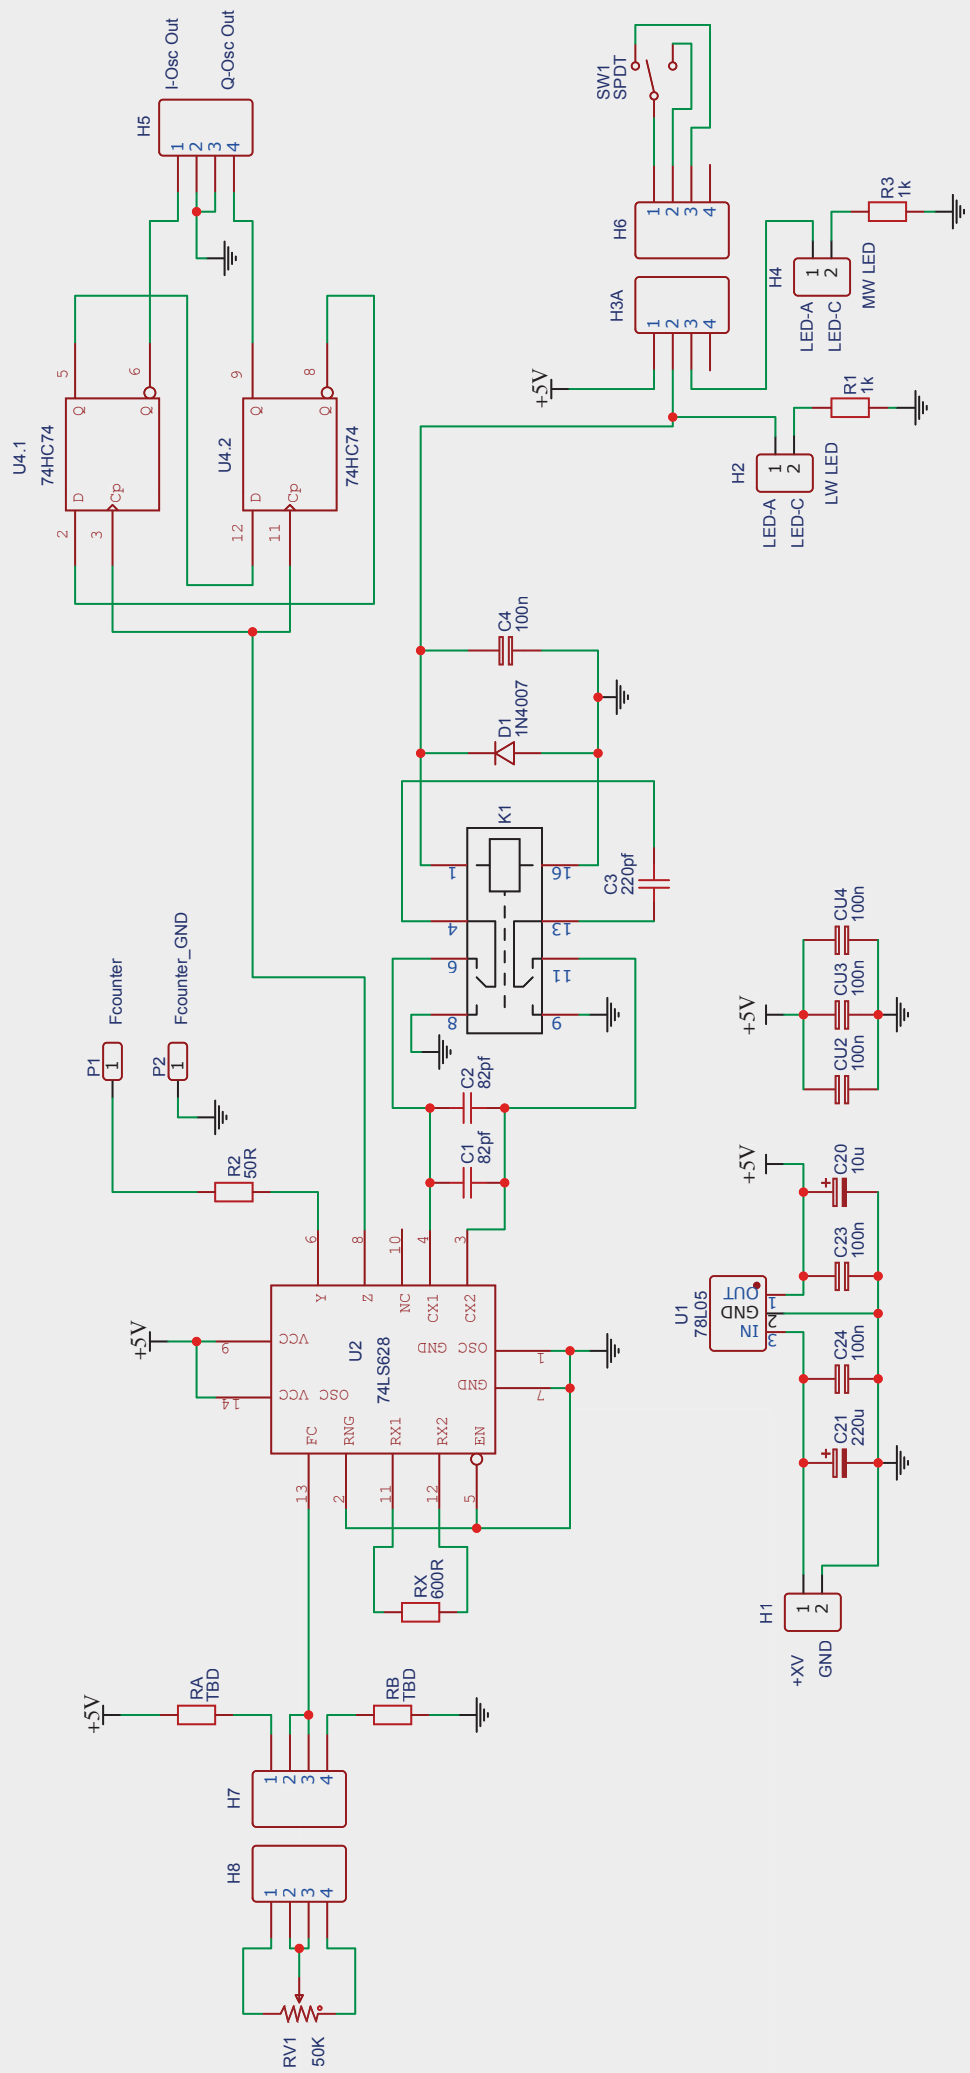 I-Osc Out
Q-Osc Out
H5
1
2
3
4
5
6
Q
Q
D
Cp
U4.1
74HC74
2
3
9
8
Q
Q
D
Cp
U4.2
74HC74
12
11
SW1
SPDT
H6
1
2
3
4
H3A
1
2
3
4
+5V
R3
1k
H4
1
2
LED-A
LED-C
MW LED
R1
1k
H2
1
2
LED-A
LED-C
LW LED
C4
100n
D1
1N4007
K1
1
16
4
13
6
11
8
9
C3
220pf
Fcounter
Fcounter_GND
P1
1
P2
1
R2
50R
C2
82pf
C1
82pf
+5V
CU4
100n
CU3
100n
CU2
100n
6
8
10
4
3
Y
Z
NC
CX1
CX2
+5V
9
VCC
14
OSC VCC
U2
74LS628
OSC GND
1
GND
7
FC
RNG
RX1
RX2
EN
13
2
11
12
5
RX
600R
+5V
C20
10u
C23
100n
U1
78L05
OUT
GND
IN
1
2
3
C24
100n
C21
220u
H1
1
2
+XV
GND
+5V
RA
TBD
RB
TBD
H7
1
2
3
4
H8
1
2
3
4
RV1
50K